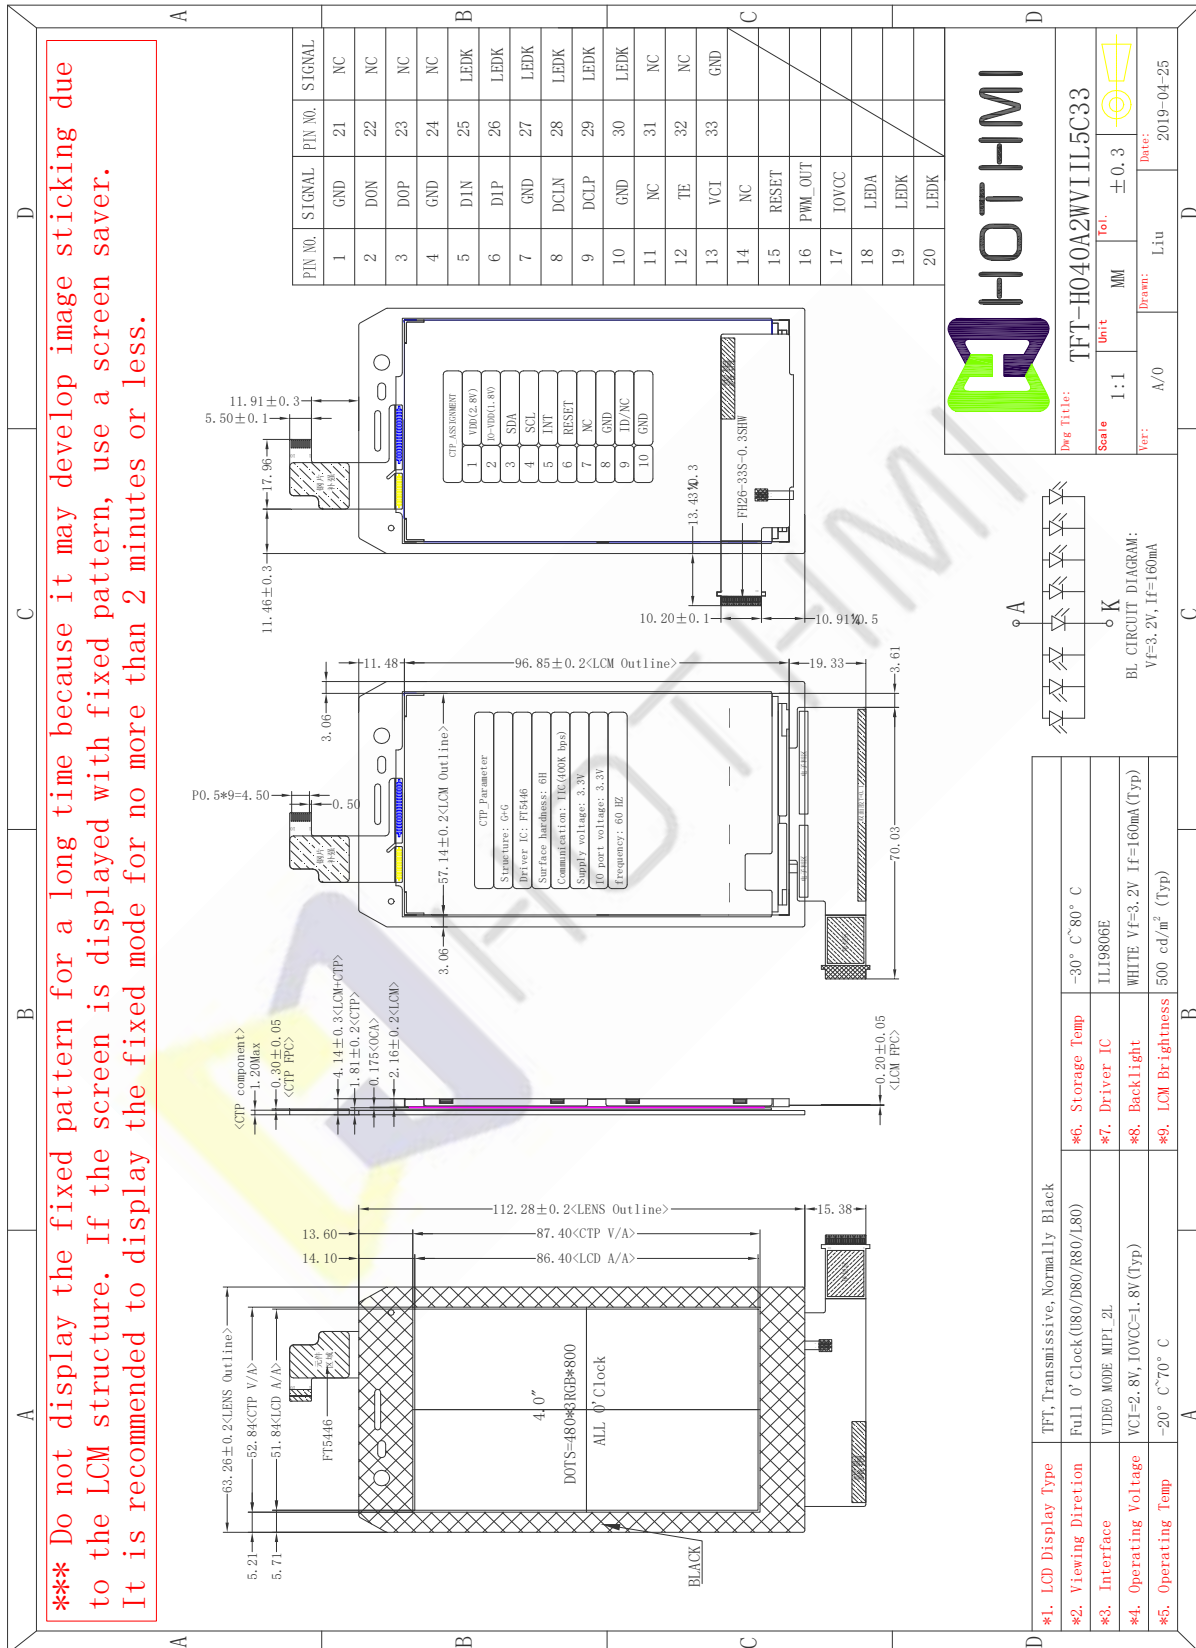 *** Do not display the fixed pattern for a long time because it may develop image sticking due
to the LCM structure. If the screen is displayed with fixed pattern, use a screen saver.
It is recommended to display the fixed mode for no more than 2 minutes or less.
A
B
C
D
A
B
C
D
A
B
C
D
A
B
C
D
63.26±0.2<LENS Outline>
52.84<CTP V/A>
51.84<LCD A/A>
5.21
5.71
FT5446
元件
区域
13.60
14.10
112.28±0.2<LENS Outline>
87.40<CTP V/A>
86.40<LCD A/A>
15.38
4.0"
DOTS=480*3RGB*800
ALL O'Clock
BLACK
<CTP component>
1.20Max
0.30±0.05
<CTP FPC>
4.14±0.3<LCM+CTP>
1.81±0.2<CTP>
0.175<OCA>
2.16±0.2<LCM>
0.20±0.05
<LCM FPC>
P0.5*9=4.50
0.50
3.06
3.06
57.14±0.2<LCM Outline>
11.48
96.85±0.2<LCM Outline>
19.33
3.61
70.03
CTP_Parameter
Structure: G+G
Driver IC: FT5446
Surface hardness: 6H
Communication: IIC(400K bps)
Supply voltage: 3.3V
IO port voltage: 3.3V
frequency: 60 HZ
11.91±0.3
5.50±0.1
17.96
11.46±0.3
钢片
补强
钢片
补强
CTP_ASSIGNMENT
1 VDD(2.8V)
2 IO-VDD(1.8V)
3 SDA
4 SCL
5 INT
6 RESET
7 NC
8 GND
9 ID/NC
10 GND
13.43%0.3
FH26-33S-0.3SHW
10.20±0.1
10.91%0.5
PIN NO. SIGNAL PIN NO. SIGNAL
1 GND 21 NC
2 DON 22 NC
3 DOP 23 NC
4 GND 24 NC
5 D1N 25 LEDK
6 D1P 26 LEDK
7 GND 27 LEDK
8 DCLN 28 LEDK
9 DCLP 29 LEDK
10 GND 30 LEDK
11 NC 31 NC
12 TE 32 NC
13 VCI 33 GND
14 NC
15 RESET
16 PWM_OUT
17 IOVCC
18 LEDA
19 LEDK
20 LEDK
A
K
BL CIRCUIT DIAGRAM:
Vf=3.2V, If=160mA
HOTHMI
HOTHMI
Dwg Title:
TFT-H040A2WVIIL5C33
Scale 1:1 Unit MM Tol. ±0.3
Ver: A/0 Drawn: Liu Date: 2019-04-25
*1. LCD Display Type TFT, Transmissive, Normally Black
*2. Viewing Diretion Full O'Clock(U80/D80/R80/L80)
*3. Interface VIDEO MODE MIPI_2L
*4. Operating Voltage VCI=2.8V, IOVCC=1.8V(Typ)
*5. Operating Temp -20° C~70° C
*6. Storage Temp -30° C~80° C
*7. Driver IC ILI9806E
*8. Backlight WHITE Vf=3.2V If=160mA(Typ)
*9. LCM Brightness 500 cd/m² (Typ)